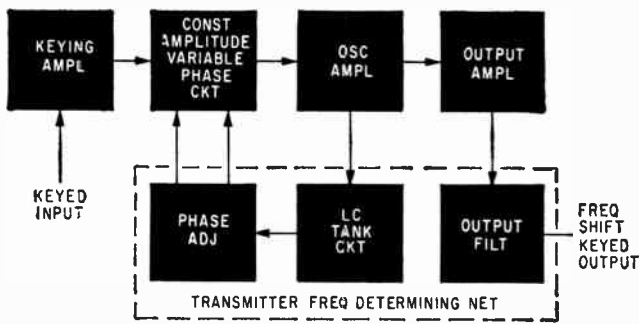 KEYING
AMPL
CONST
AMPLITUDE
VARIABLE
PHASE
CKT
OSC
AMPL
OUTPUT
AMPL
KEYED
INPUT
PHASE
ADJ
LC
TANK
CKT
OUTPUT
FILT
FREQ
SHIFT
KEYED
OUTPUT
TRANSMITTER FREQ DETERMINING NET